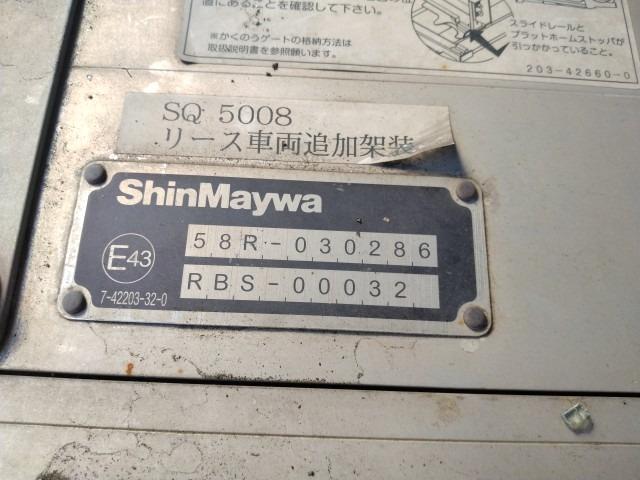 置にあることを確認して下さい。
※かくのうゲートの格納方法は
取扱説明書を参照願います。
スライドレールと
プラットホームストッパが
引っかかっていること。
203-42660-0
SQ 5008
リース車両追加架装
ShinMaywa
E43
7-42203-32-0
58R-030286
RBS-00032